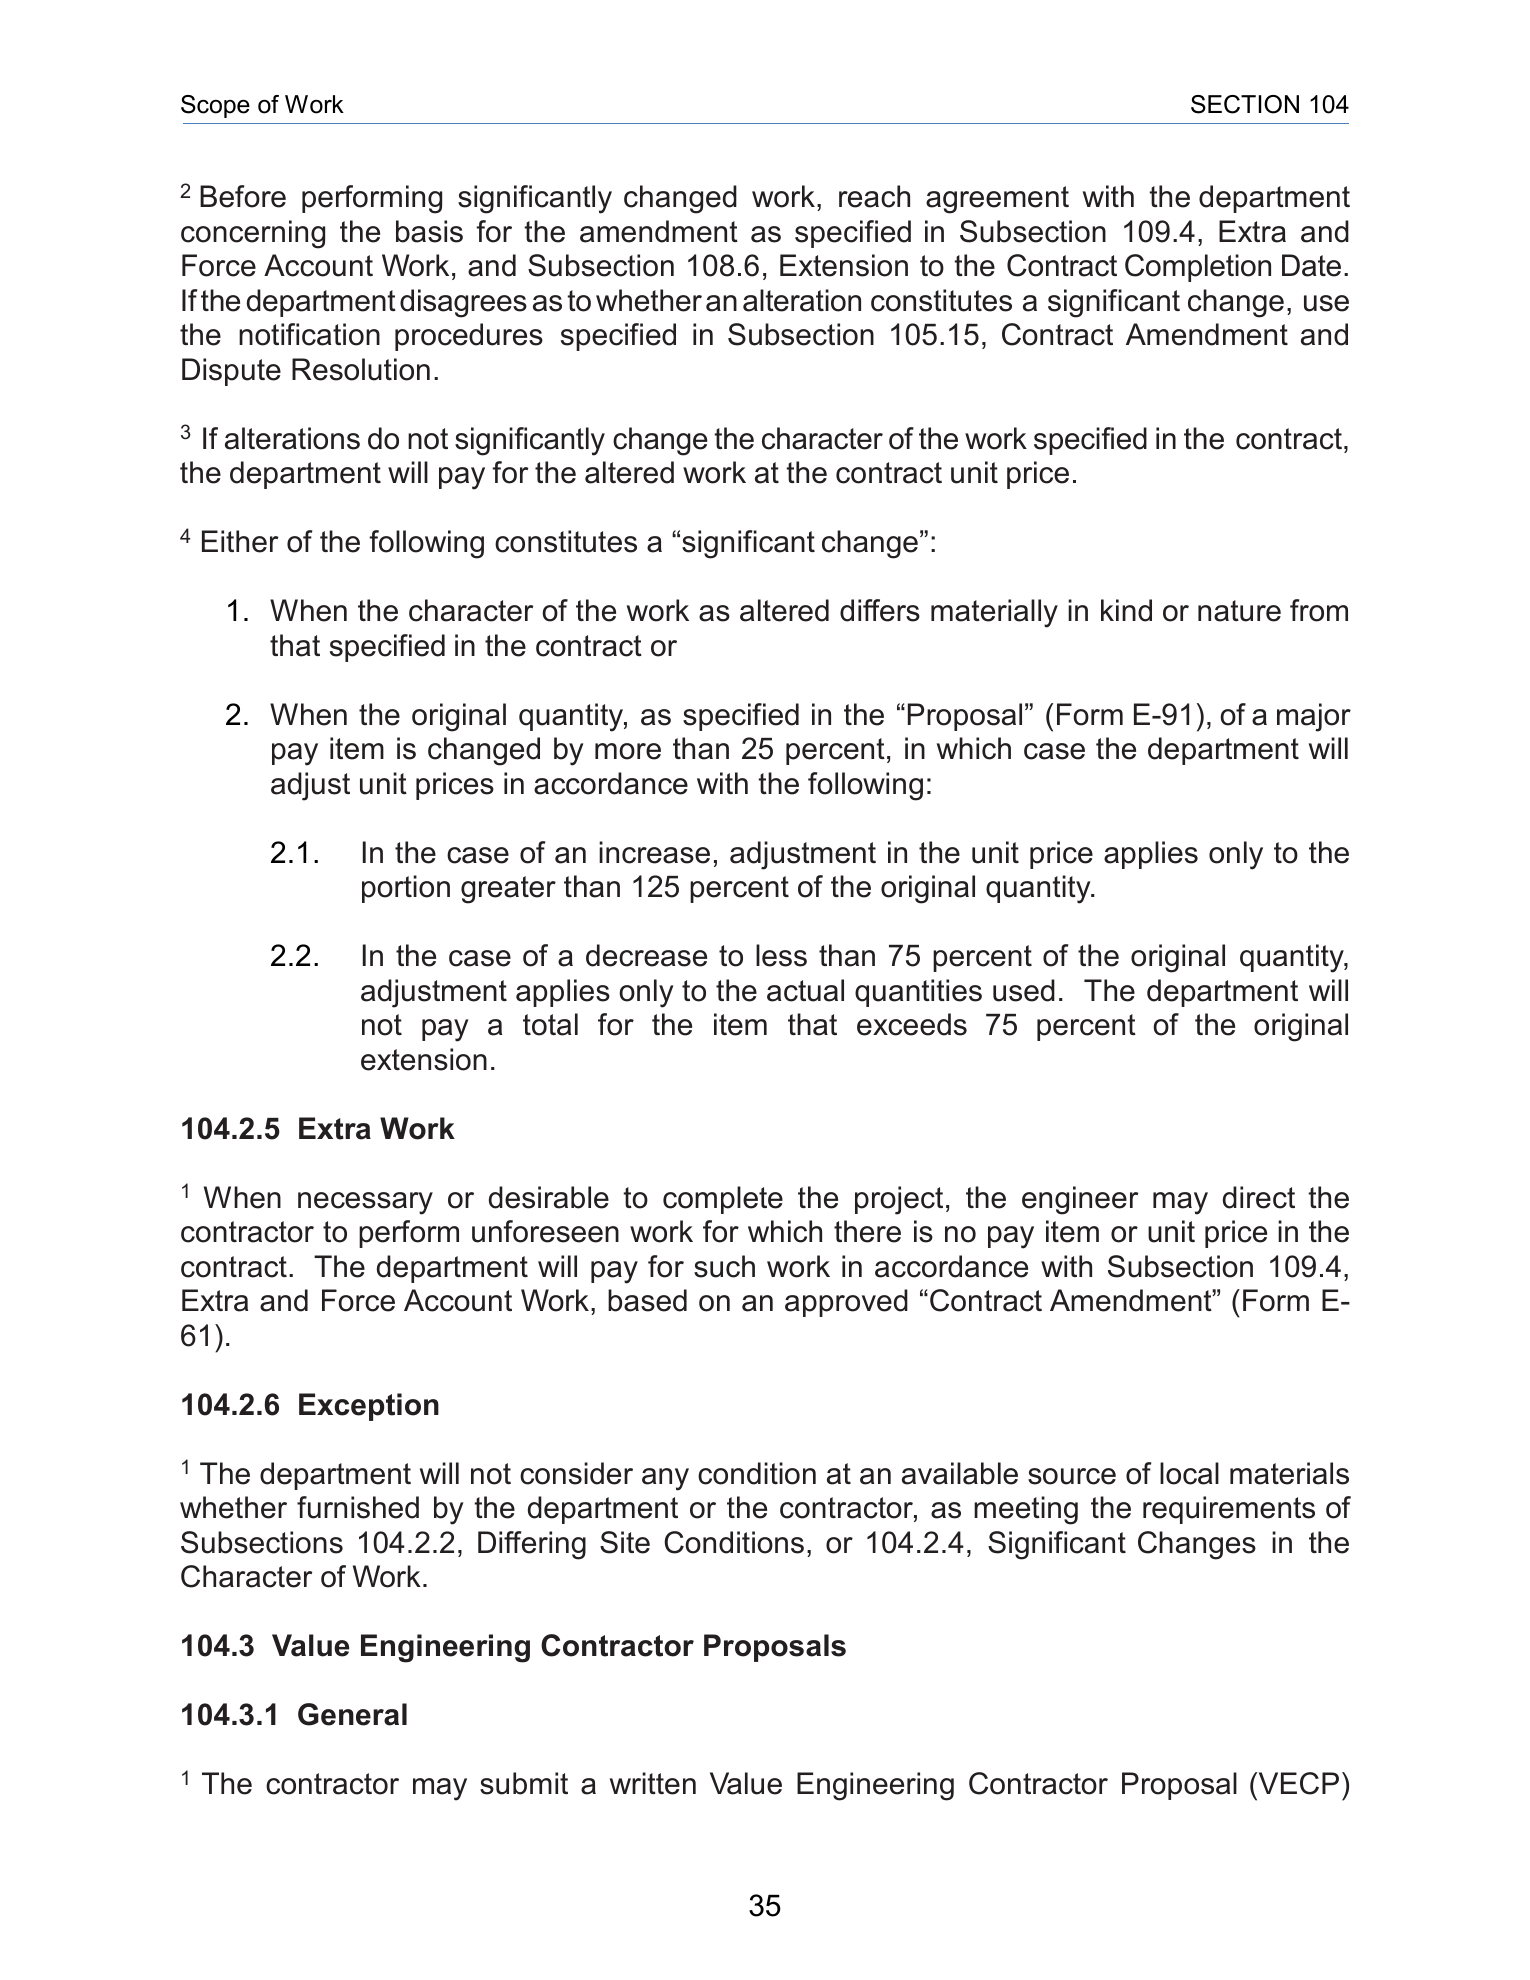 Scope of Work SECTION 104
2 Before performing significantly changed work, reach agreement with the department
concerning the basis for the amendment as specified in Subsection 109.4, Extra and
Force Account Work, and Subsection 108.6, Extension to the Contract Completion Date.
If the department disagrees as to whether an alteration constitutes a significant change, use
the notification procedures specified in Subsection 105.15, Contract Amendment and
Dispute Resolution.
3 If alterations do not significantly change the character of the work specified in the contract,
the department will pay for the altered work at the contract unit price.
4 Either of the following constitutes a “significant change”:
1. When the character of the work as altered differs materially in kind or nature from
that specified in the contract or
2. When the original quantity, as specified in the “Proposal” (Form E-91), of a major
pay item is changed by more than 25 percent, in which case the department will
adjust unit prices in accordance with the following:
2.1. In the case of an increase, adjustment in the unit price applies only to the
portion greater than 125 percent of the original quantity.
2.2. In the case of a decrease to less than 75 percent of the original quantity,
adjustment applies only to the actual quantities used. The department will
not pay a total for the item that exceeds 75 percent of the original
extension.
104.2.5 Extra Work
1 When necessary or desirable to complete the project, the engineer may direct the
contractor to perform unforeseen work for which there is no pay item or unit price in the
contract. The department will pay for such work in accordance with Subsection 109.4,
Extra and Force Account Work, based on an approved “Contract Amendment” (Form E-
61).
104.2.6 Exception
1 The department will not consider any condition at an available source of local materials
whether furnished by the department or the contractor, as meeting the requirements of
Subsections 104.2.2, Differing Site Conditions, or 104.2.4, Significant Changes in the
Character of Work.
104.3 Value Engineering Contractor Proposals
104.3.1 General
1 The contractor may submit a written Value Engineering Contractor Proposal (VECP)
35